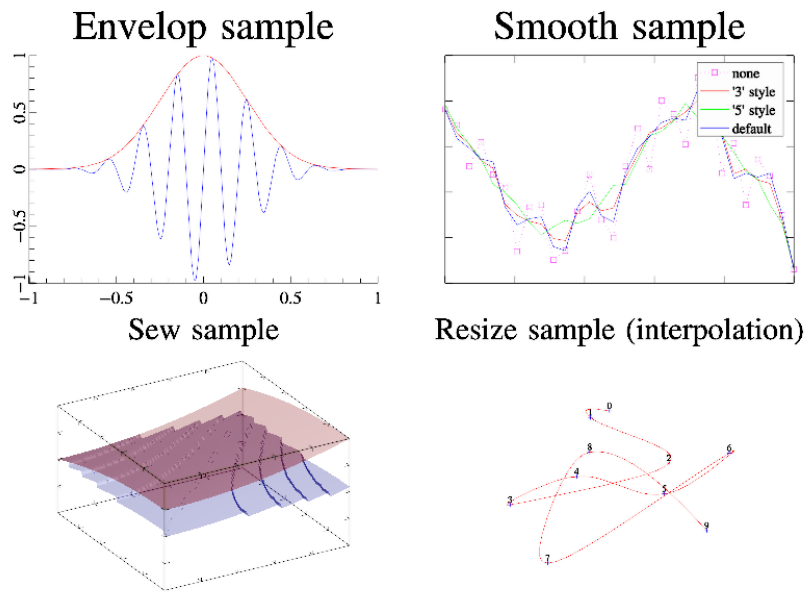 Envelop sample
Smooth sample
1
0.5
0
−0.5
−1
−1
−0.5
0
0.5
1
none
'3' style
'5' style
default
Sew sample
Resize sample (interpolation)
0
1
2
3
4
5
6
7
8
9